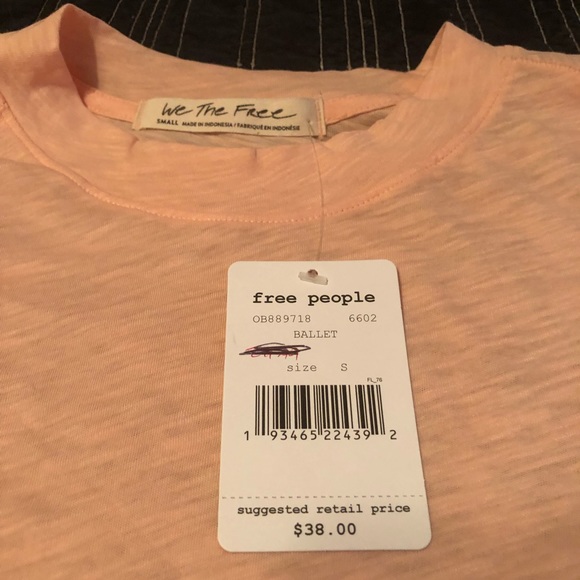 We The Free
SMALL MADE IN INDONESIA / FABRIQUÉ EN INDONÉSIE
free people
OB889718 6602
BALLET
size S
FL_70
1 93465 22439 2
suggested retail price
$38.00